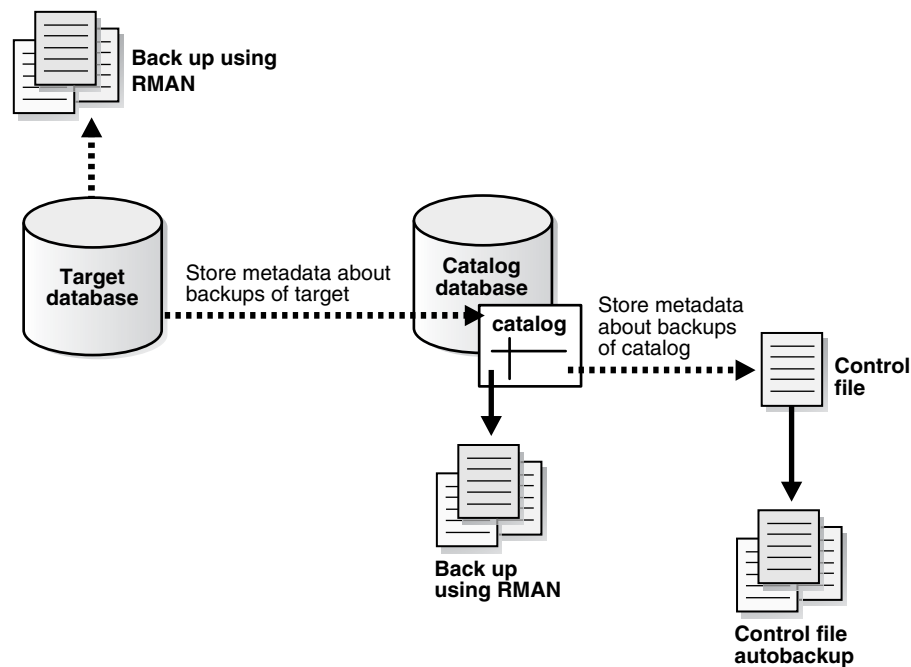 Back up using
RMAN
Target
database
Store metadata about
backups of target
Catalog
database
catalog
Store metadata
about backups
of catalog
Control
file
Back up
using RMAN
Control file
autobackup